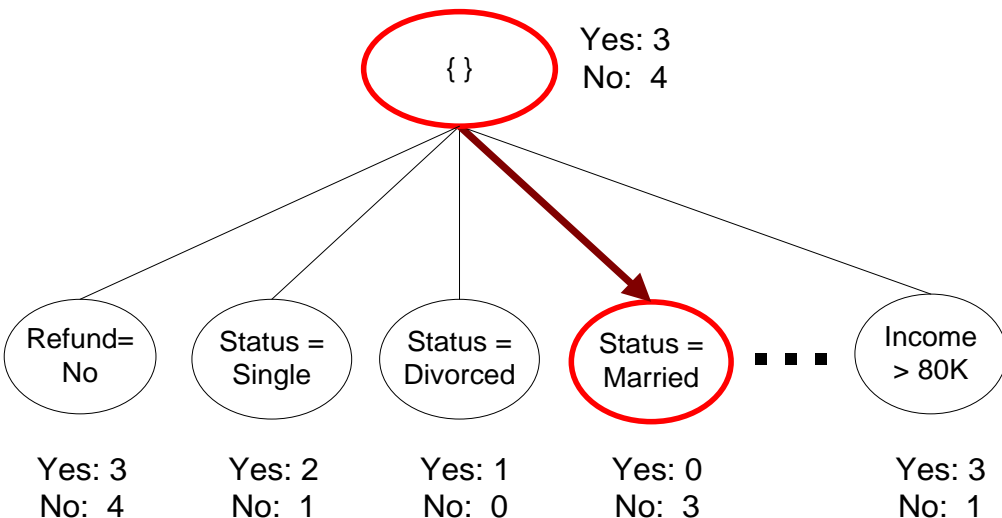 { }
Yes: 3
No: 4
Refund=
No
Status =
Single
Status =
Divorced
Status =
Married
Income
> 80K
Yes: 3
No: 4
Yes: 2
No: 1
Yes: 1
No: 0
Yes: 0
No: 3
Yes: 3
No: 1